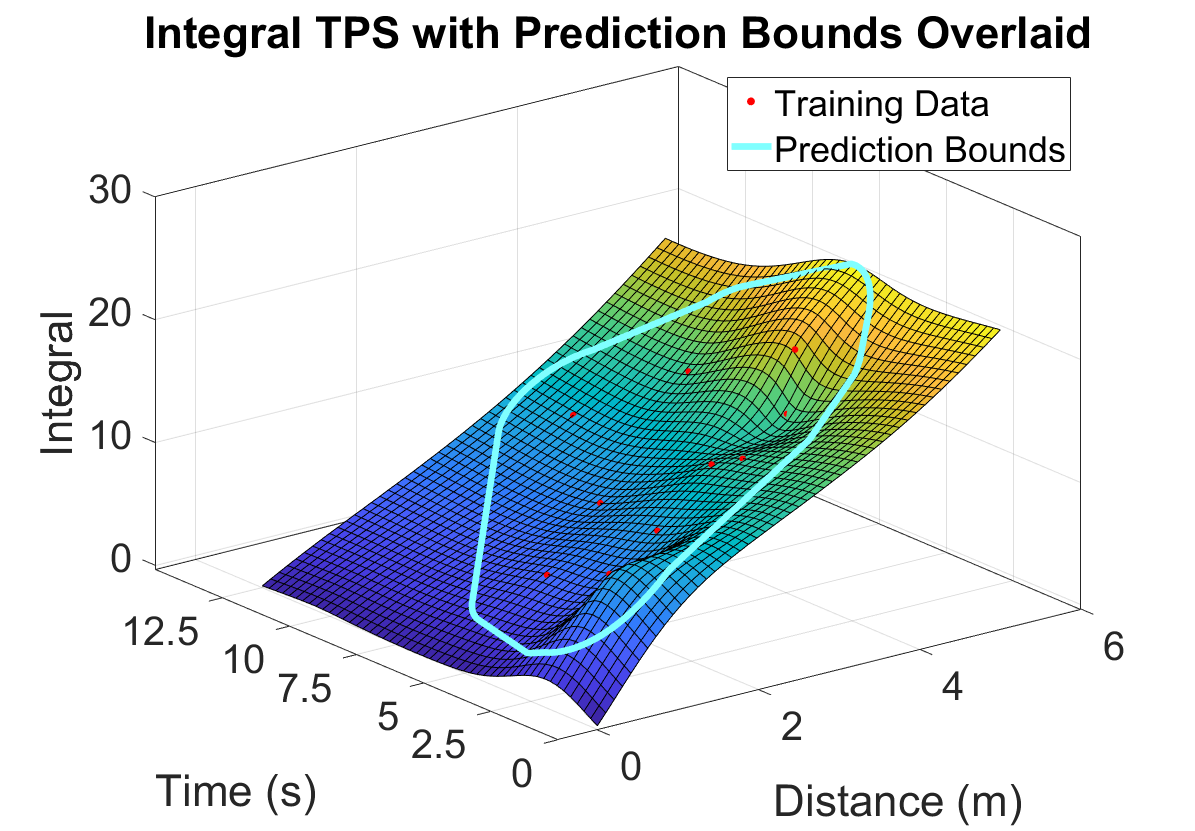 Integral TPS with Prediction Bounds Overlaid
Training Data
Prediction Bounds
30
20
10
0
Integral
12.5
10
7.5
5
2.5
0
Time (s)
0
2
4
6
Distance (m)